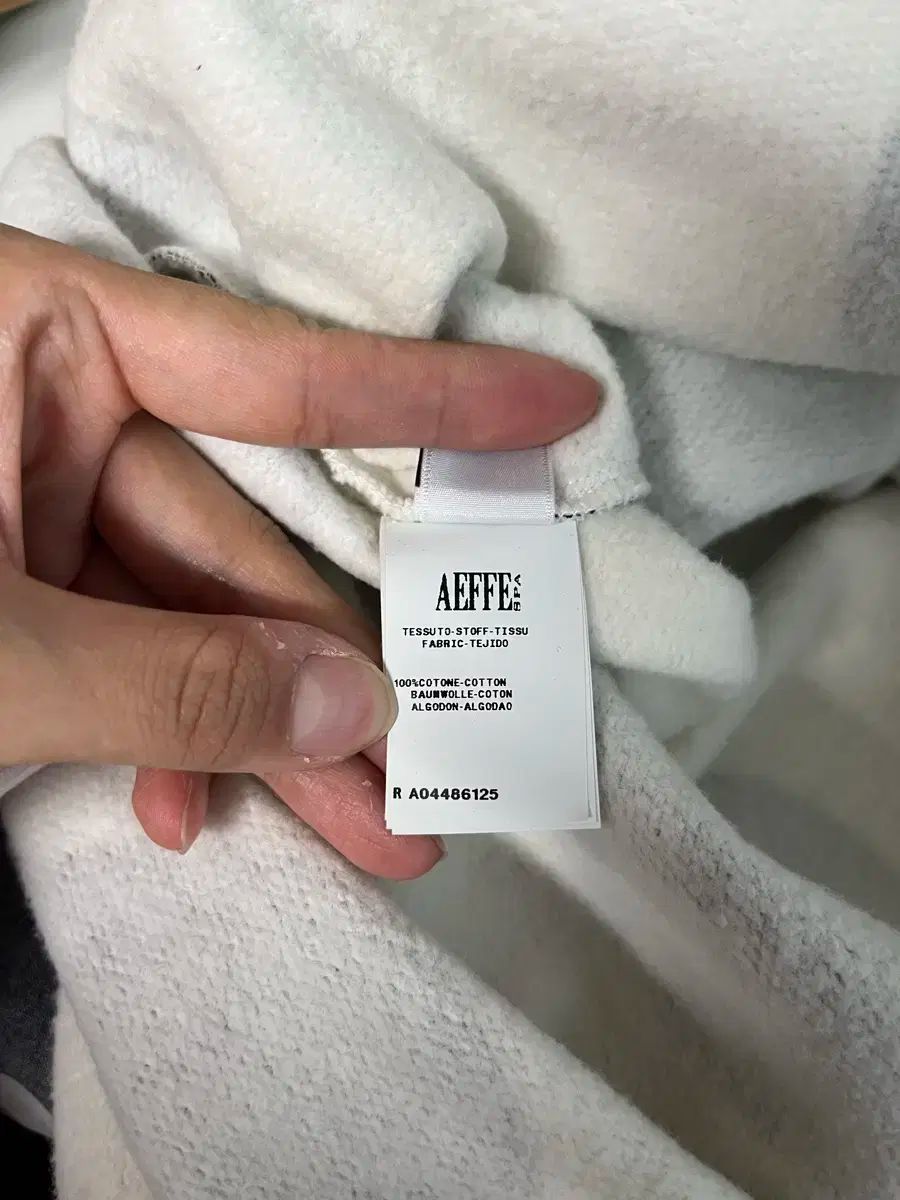 AEFFE SPA
TESSUTO-STOFF-TISSU
FABRIC-TEJIDO
100%COTONE-COTTON
BAUMWOLLE-COTON
ALGODON-ALGODAO
R A04486125